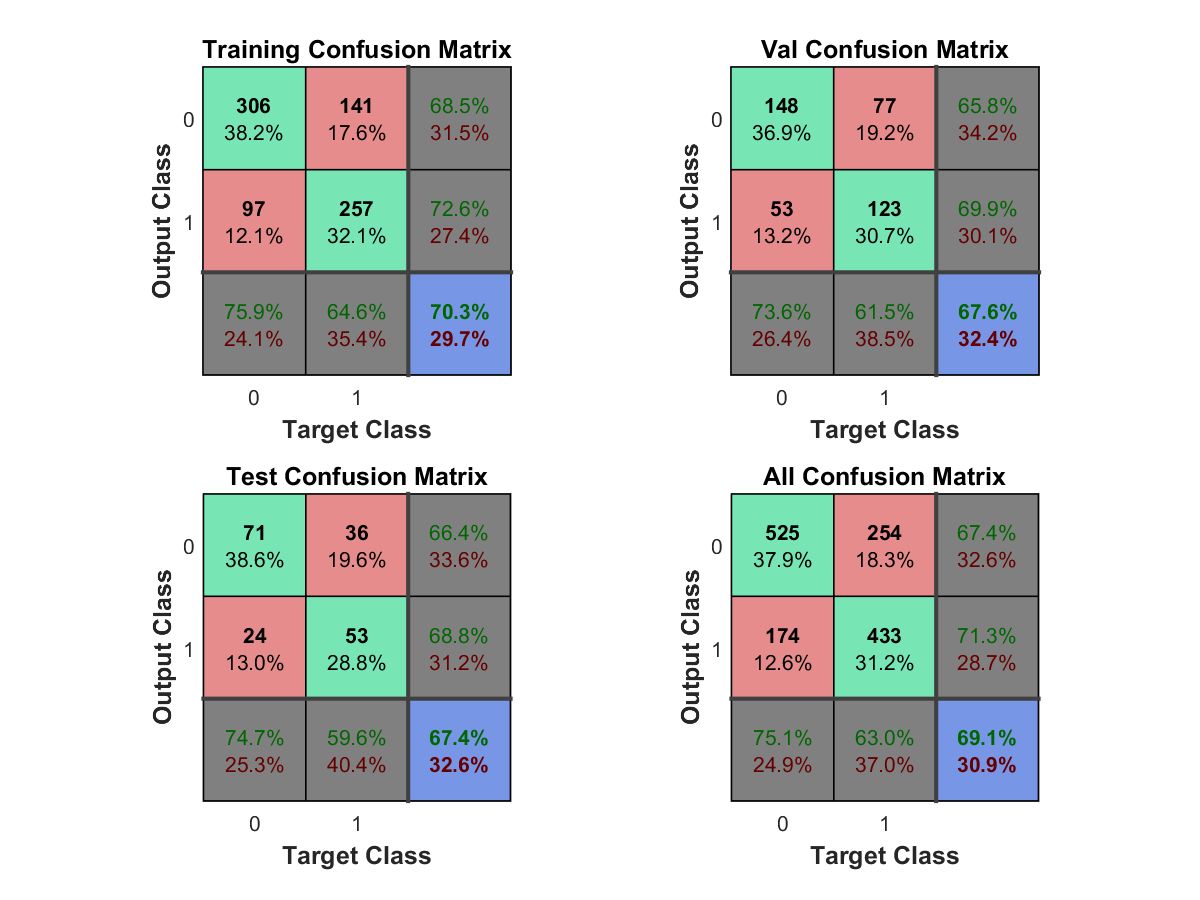 Training Confusion Matrix
306 141 68.5%
0
38.2% 17.6% 31.5%
97 257 72.6%
1
12.1% 32.1% 27.4%
75.9% 64.6% 70.3%
24.1% 35.4% 29.7%
0 1
Target Class
Output Class
Val Confusion Matrix
148 77 65.8%
0
36.9% 19.2% 34.2%
53 123 69.9%
1
13.2% 30.7% 30.1%
73.6% 61.5% 67.6%
26.4% 38.5% 32.4%
0 1
Target Class
Output Class
Test Confusion Matrix
71 36 66.4%
0
38.6% 19.6% 33.6%
24 53 68.8%
1
13.0% 28.8% 31.2%
74.7% 59.6% 67.4%
25.3% 40.4% 32.6%
0 1
Target Class
Output Class
All Confusion Matrix
525 254 67.4%
0
37.9% 18.3% 32.6%
174 433 71.3%
1
12.6% 31.2% 28.7%
75.1% 63.0% 69.1%
24.9% 37.0% 30.9%
0 1
Target Class
Output Class